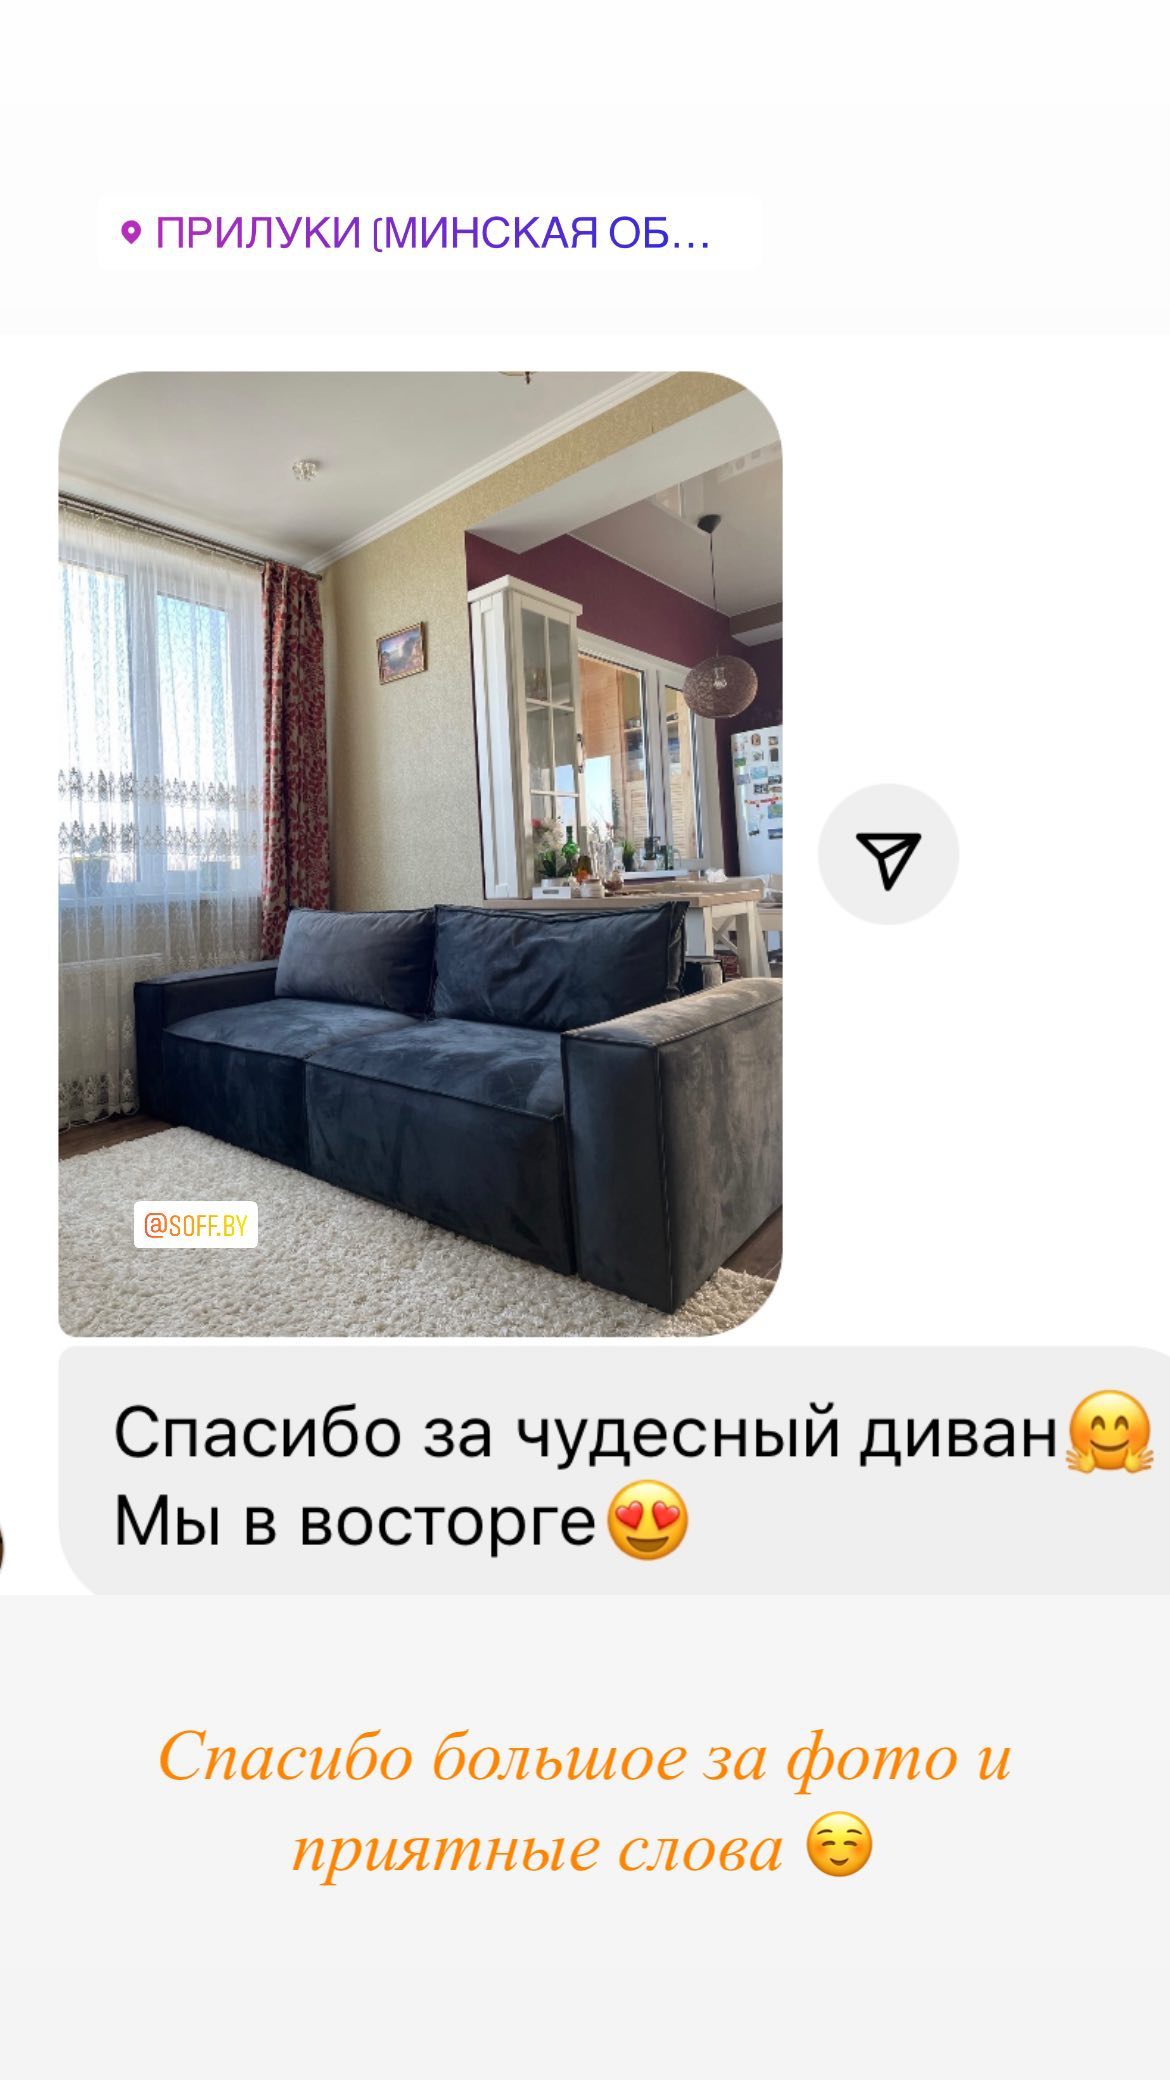 ПРИЛУКИ (МИНСКАЯ ОБ...
@SOFF.BY
Спасибо за чудесный диван🤗
Мы в восторге😍
Спасибо большое за фото и
приятные слова ☺️